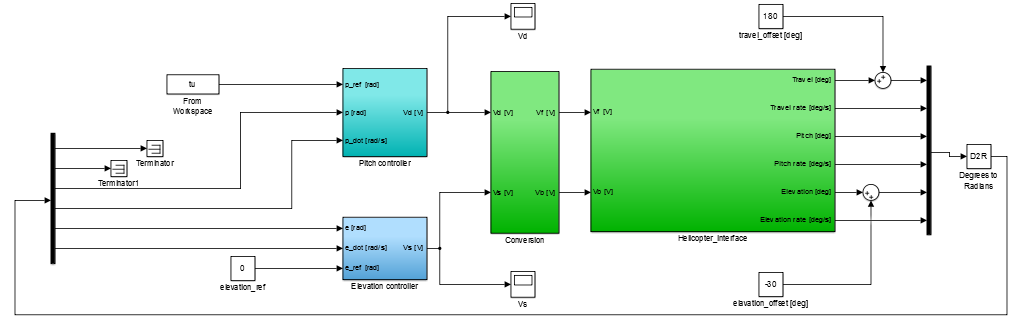 180
travel_offset [deg]
Vd
tu
From
Workspace
p_ref [rad]
p [rad]
p_dot [rad/s]
Vd [V]
Pitch controller
Vd [V]
Vs [V]
Vf [V]
Vb [V]
Conversion
Vf [V]
Vb [V]
Travel [deg]
Travel rate [deg/s]
Pitch [deg]
Pitch rate [deg/s]
Elevation [deg]
Elevation rate [deg/s]
Helicopter_interface
D2R
Degrees to
Radians
Terminator
Terminator1
e [rad]
e_dot [rad/s]
e_ref [rad]
Vs [V]
Elevation controller
0
elevation_ref
Vs
-30
elavation_offset [deg]